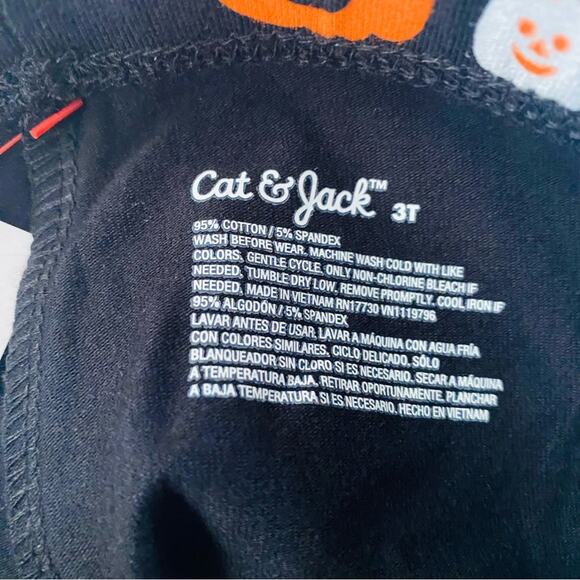 Cat & Jack™ 3T
95% COTTON / 5% SPANDEX
WASH BEFORE WEAR. MACHINE WASH COLD WITH LIKE
COLORS, GENTLE CYCLE. ONLY NON-CHLORINE BLEACH IF
NEEDED, TUMBLE DRY LOW, REMOVE PROMPTLY. COOL IRON IF
NEEDED, MADE IN VIETNAM RN17730 VN1119796
95% ALGODÓN / 5% SPANDEX
LAVAR ANTES DE USAR. LAVAR A MÁQUINA CON AGUA FRÍA
CON COLORES SIMILARES, CICLO DELICADO. SÓLO
BLANQUEADOR SIN CLORO SI ES NECESARIO. SECAR A MÁQUINA
A TEMPERATURA BAJA. RETIRAR OPORTUNAMENTE. PLANCHAR
A BAJA TEMPERATURA SI ES NECESARIO. HECHO EN VIETNAM